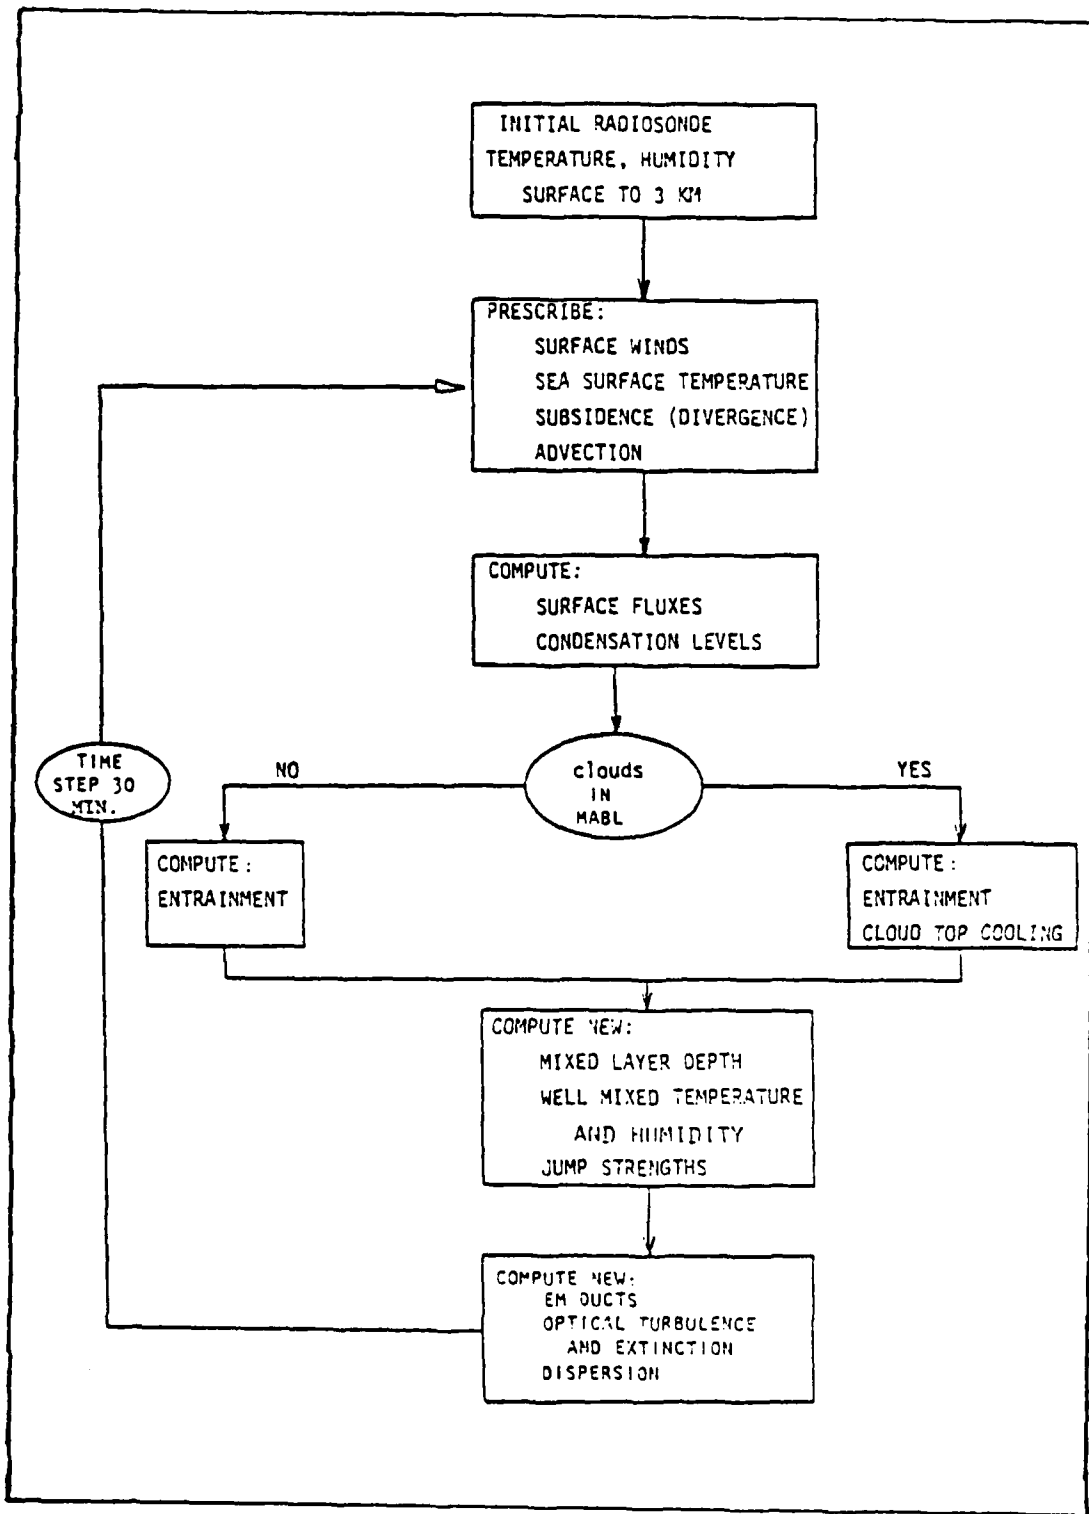 INITIAL RADIOSONDE
TEMPERATURE, HUMIDITY
SURFACE TO 3 KM
PRESCRIBE:
SURFACE WINDS
SEA SURFACE TEMPERATURE
SUBSIDENCE (DIVERGENCE)
ADVECTION
COMPUTE:
SURFACE FLUXES
CONDENSATION LEVELS
TIME
STEP 30
MIN.
NO
clouds
IN
MABL
YES
COMPUTE:
ENTRAINMENT
COMPUTE:
ENTRAINMENT
CLOUD TOP COOLING
COMPUTE NEW:
MIXED LAYER DEPTH
WELL MIXED TEMPERATURE
AND HUMIDITY
JUMP STRENGTHS
COMPUTE NEW:
EM DUCTS
OPTICAL TURBULENCE
AND EXTINCTION
DISPERSION